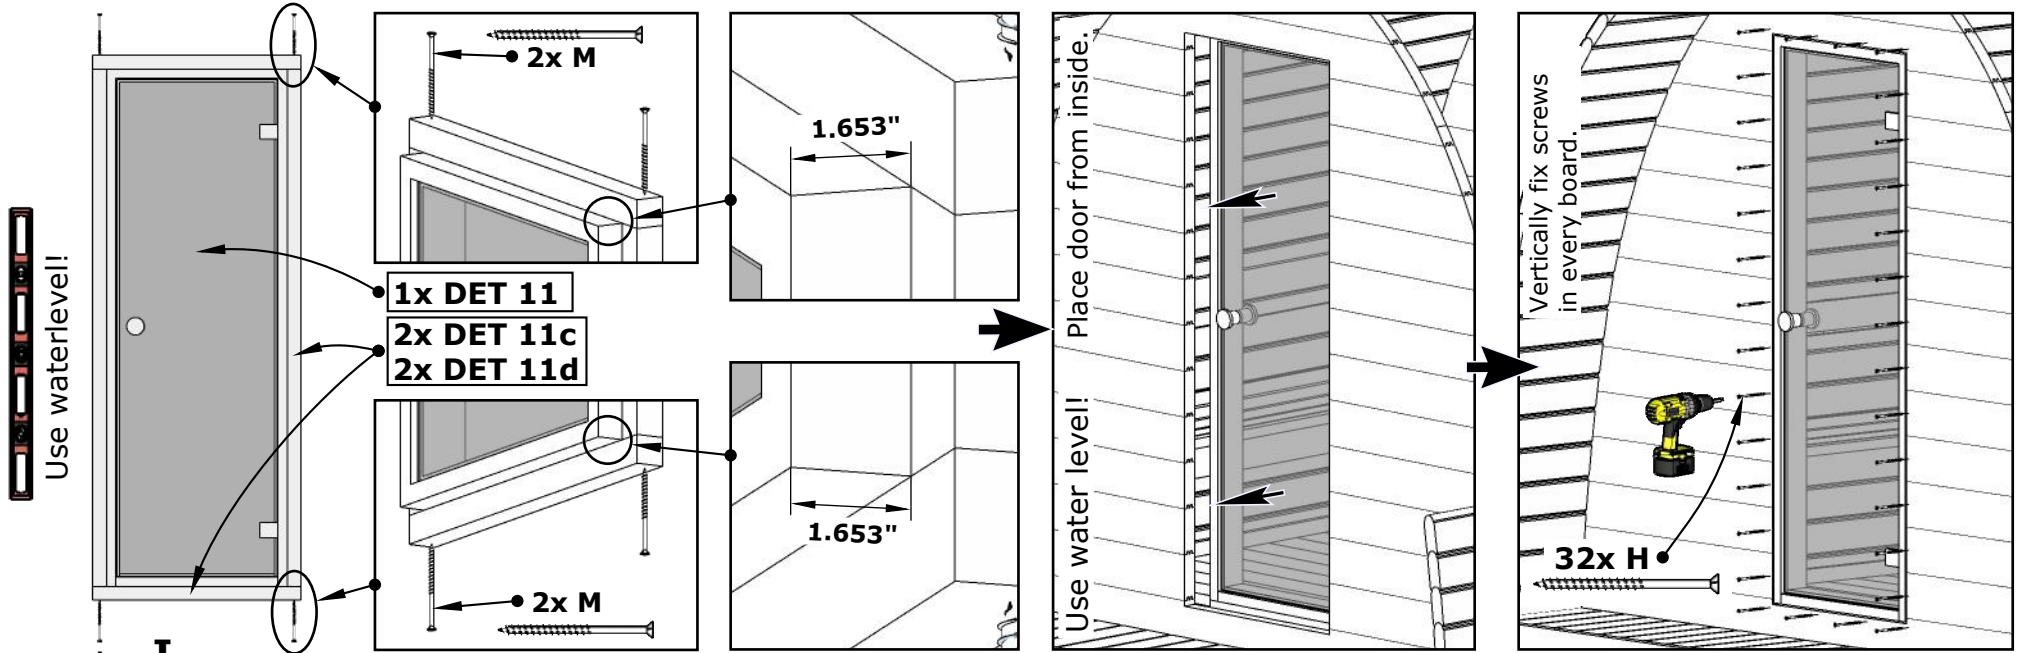 Use waterlevel!
2x M
1x DET 11
2x DET 11c
2x DET 11d
2x M
1.653"
1.653"
Place door from inside.
Use water level!
Vertically fix screws
in every board.
32x H